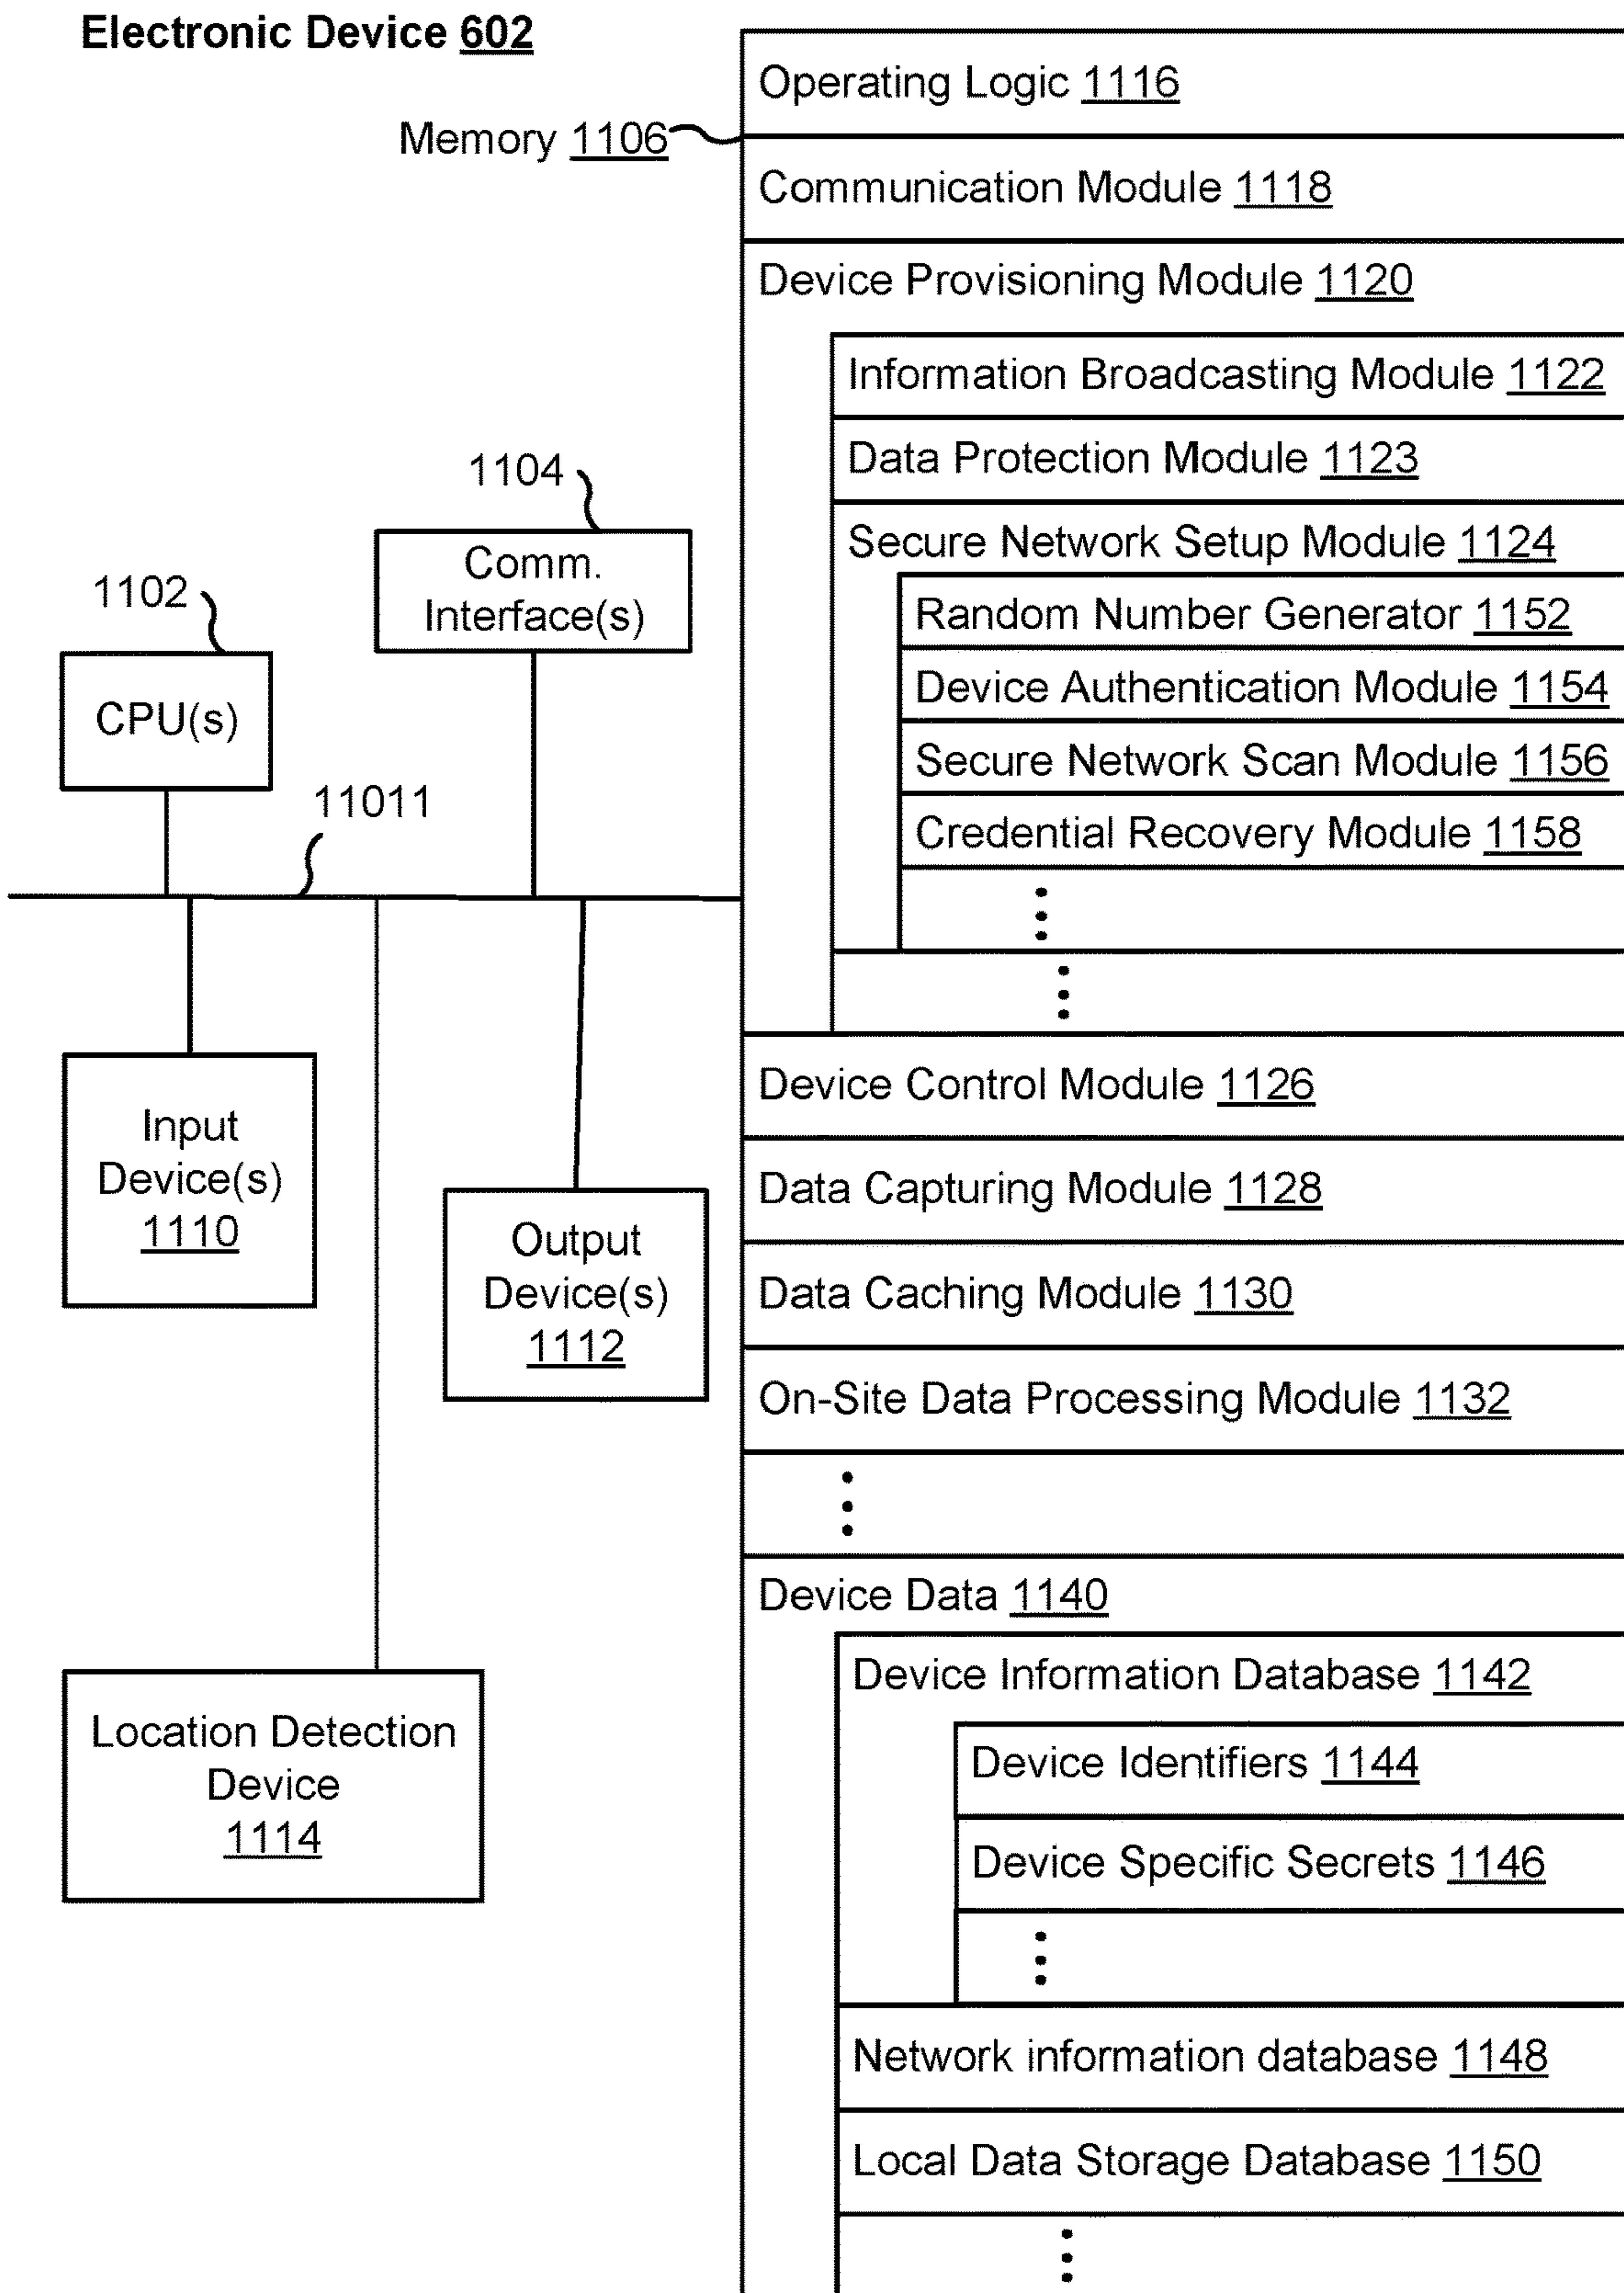 Electronic Device 602
Memory 1106
1104
Comm.
Interface(s)
1102
CPU(s)
11011
Input
Device(s)
1110
Output
Device(s)
1112
Location Detection
Device
1114
Operating Logic 1116
Communication Module 1118
Device Provisioning Module 1120
Information Broadcasting Module 1122
Data Protection Module 1123
Secure Network Setup Module 1124
Random Number Generator 1152
Device Authentication Module 1154
Secure Network Scan Module 1156
Credential Recovery Module 1158
Device Control Module 1126
Data Capturing Module 1128
Data Caching Module 1130
On-Site Data Processing Module 1132
Device Data 1140
Device Information Database 1142
Device Identifiers 1144
Device Specific Secrets 1146
Network information database 1148
Local Data Storage Database 1150